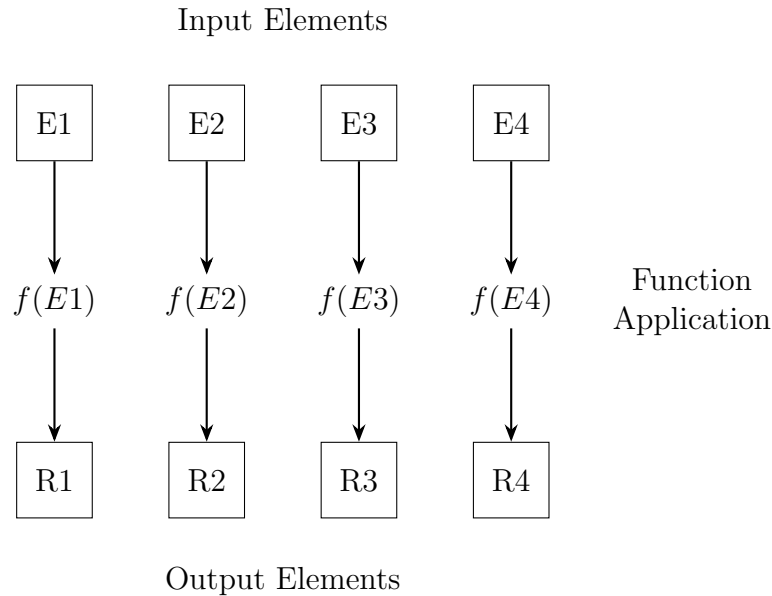 Input Elements
E1 E2 E3 E4
f(E1) f(E2) f(E3) f(E4)
Function
Application
R1 R2 R3 R4
Output Elements